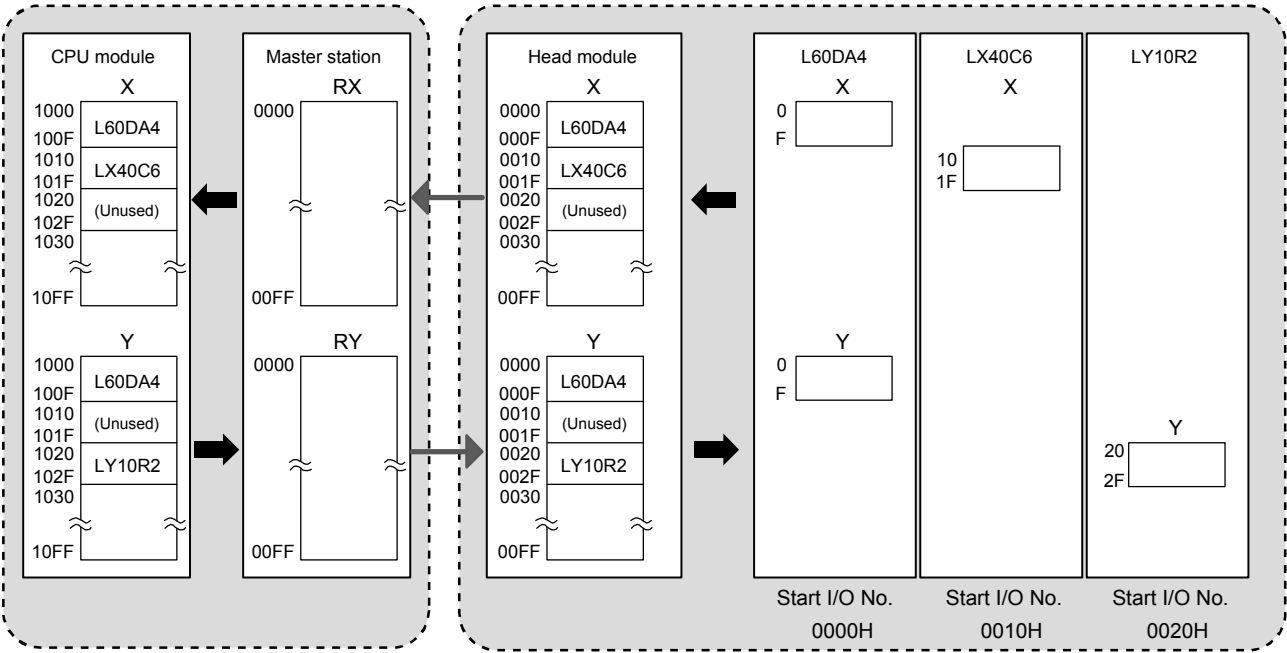 CPU module
X
1000
L60DA4
100F
1010
LX40C6
101F
1020
(Unused)
102F
1030
10FF
Y
1000
L60DA4
100F
1010
(Unused)
101F
1020
LY10R2
102F
1030
10FF
Master station
RX
0000
00FF
RY
0000
00FF
Head module
X
0000
L60DA4
000F
0010
LX40C6
001F
0020
(Unused)
002F
0030
00FF
Y
0000
L60DA4
000F
0010
(Unused)
001F
0020
LY10R2
002F
0030
00FF
L60DA4
X
0
F
Y
0
F
Start I/O No.
0000H
LX40C6
X
10
1F
Start I/O No.
0010H
LY10R2
Y
20
2F
Start I/O No.
0020H